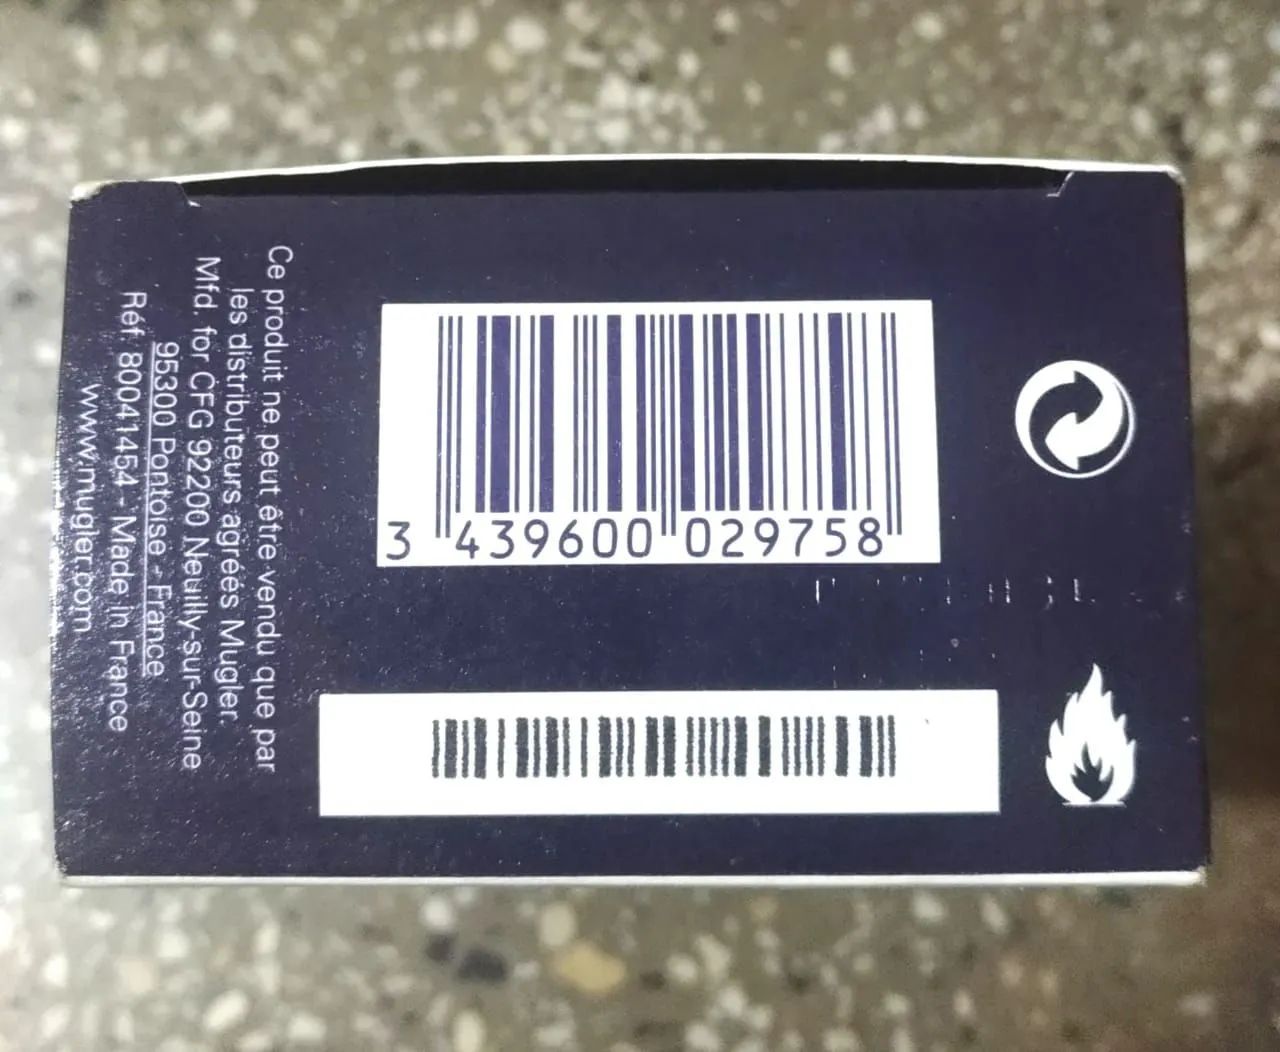 Ce produit ne peut être vendu que par
les distributeurs agréés Mugler.
Mfd. for CFG 92200 Neuilly-sur-Seine
95300 Pontoise - France
Réf. 80041454 - Made in France
www.mugler.com
3 439600 029758